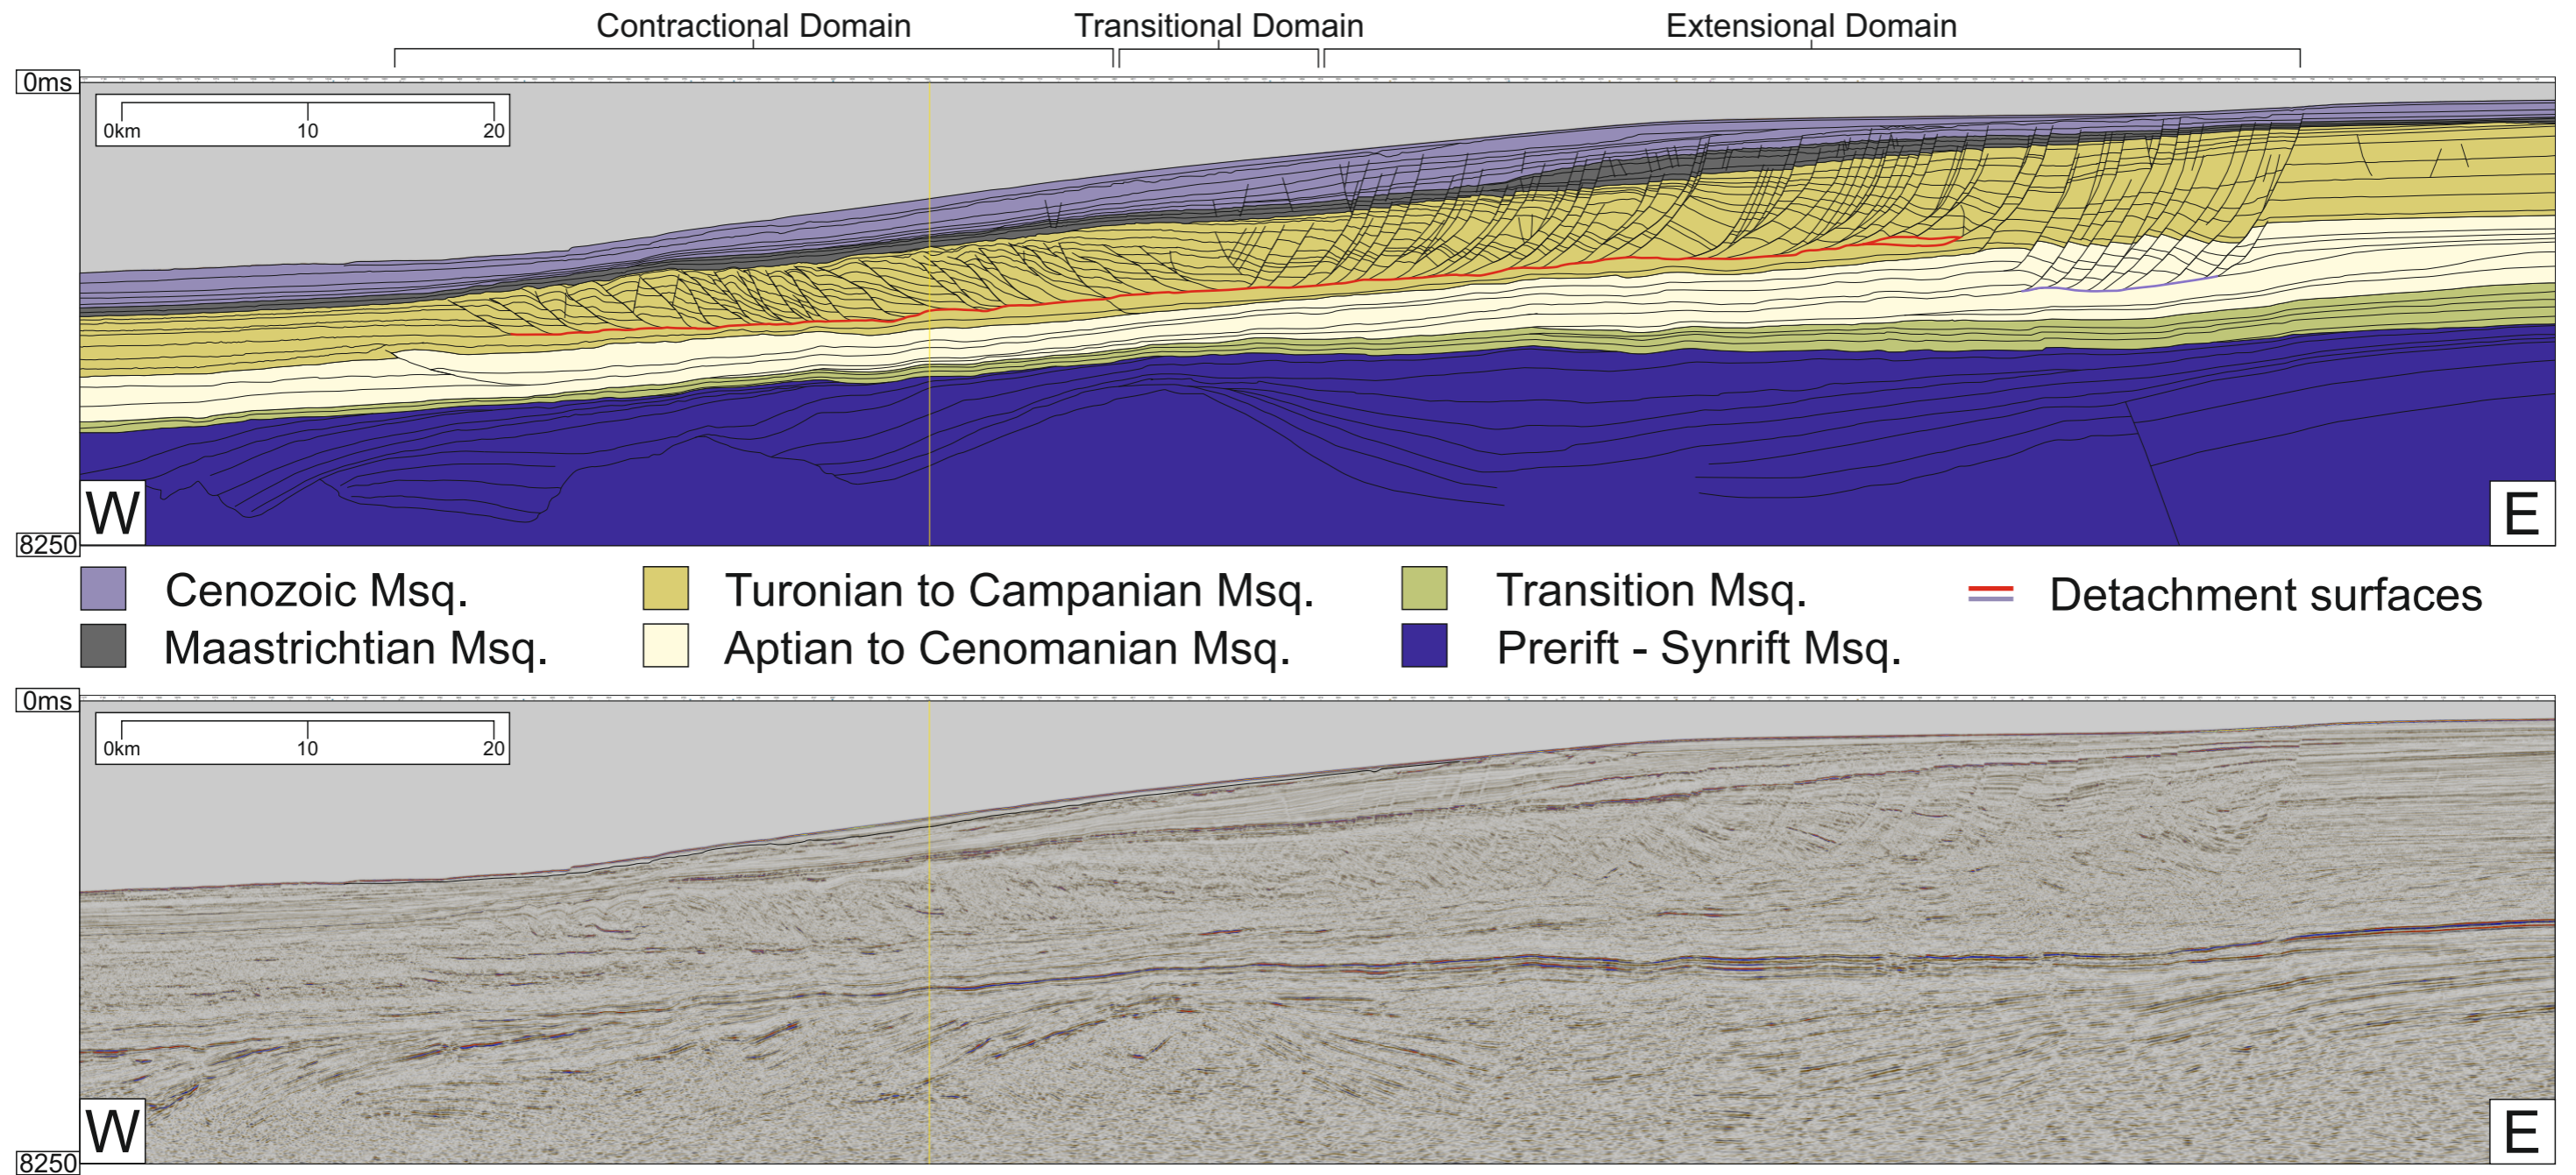 Contractional Domain Transitional Domain Extensional Domain
0ms
0km 10 20
W E
8250
Cenozoic Msq. Turonian to Campanian Msq. Transition Msq. Detachment surfaces
Maastrichtian Msq. Aptian to Cenomanian Msq. Prerift - Synrift Msq.
0ms
0km 10 20
W E
8250